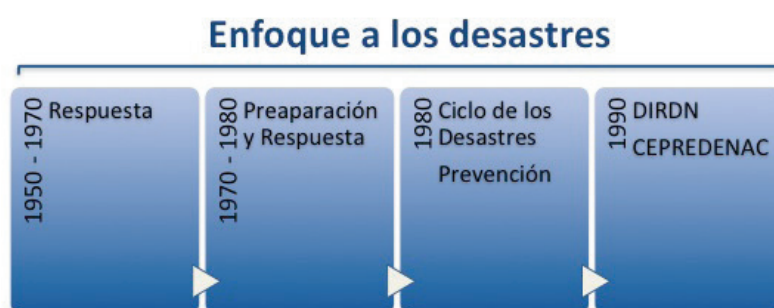 Enfoque a los desastres
1950 - 1970
Respuesta
1970 - 1980
Preaparación
y Respuesta
1980
Ciclo de los
Desastres
Prevención
1990
DIRDN
CEPREDENAC